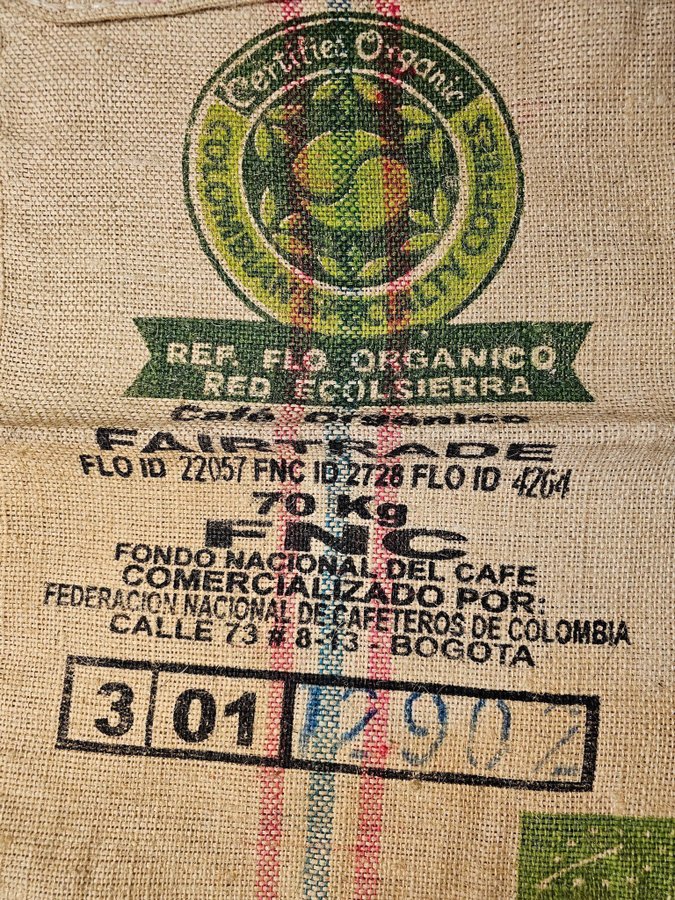 Certified Organic
COLOMBIAN SPECIALTY COFFEES
REF. FLO ORGANICO
RED ECOLSIERRA
Café Orgánico
FAIRTRADE
FLO ID 22057 FNC ID 2728 FLO ID 4264
70 Kg
FNC
FONDO NACIONAL DEL CAFE
COMERCIALIZADO POR:
FEDERACION NACIONAL DE CAFETEROS DE COLOMBIA
CALLE 73 # 8-13 - BOGOTA
3 01 12902